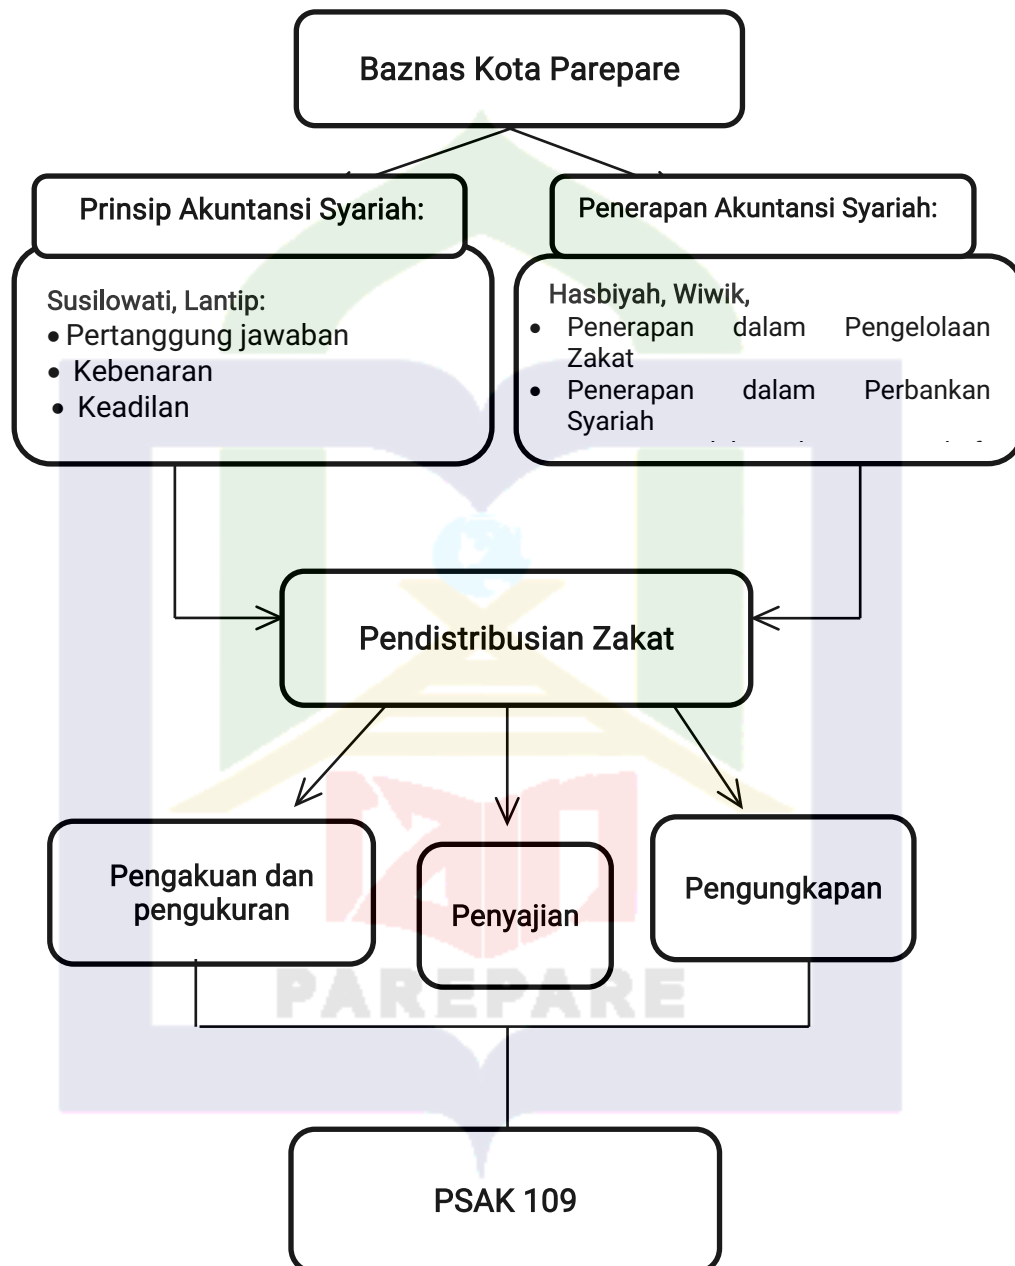 Baznas Kota Parepare
Prinsip Akuntansi Syariah:
Penerapan Akuntansi Syariah:
Susilowati, Lantip:
• Pertanggung jawaban
• Kebenaran
• Keadilan
Hasbiyah, Wiwik,
• Penerapan dalam Pengelolaan
Zakat
• Penerapan dalam Perbankan
Syariah
Pendistribusian Zakat
Pengakuan dan
pengukuran
Penyajian
Pengungkapan
PAREPARE
PSAK 109